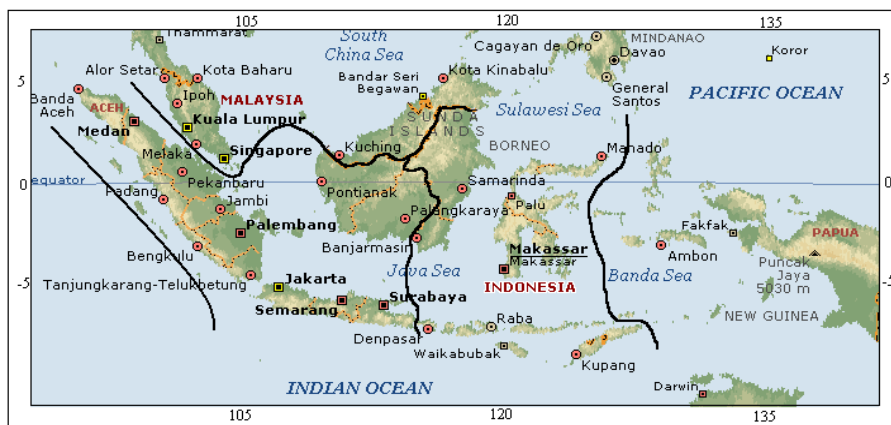 105
120
135
Thammarat
South
China Sea
Cagayan de Oro
MINDANAO
Davao
Koror
Alor Setar
Kota Baharu
Bandar Seri
Begawan
Kota Kinabalu
General
Santos
5
5
Banda
Aceh
ACEH
Ipoh
MALAYSIA
Sulawesi Sea
PACIFIC OCEAN
Medan
Kuala Lumpur
SUNDA
ISLANDS
BORNEO
Melaka
Singapore
Kuching
Manado
equator
0
0
Pekanbaru
Padang
Jambi
Pontianak
Samarinda
Palu
Palangkaraya
Fakfak
PAPUA
Palembang
Bengkulu
Banjarmasin
Makassar
Makassar
Ambon
Puncak
Jaya
5030 m
-5
-5
Tanjungkarang-Telukbetung
Jakarta
Java Sea
INDONESIA
Banda Sea
Semarang
Surabaya
NEW GUINEA
Denpasar
Raba
Waikabubak
Kupang
INDIAN OCEAN
Darwin
105
120
135